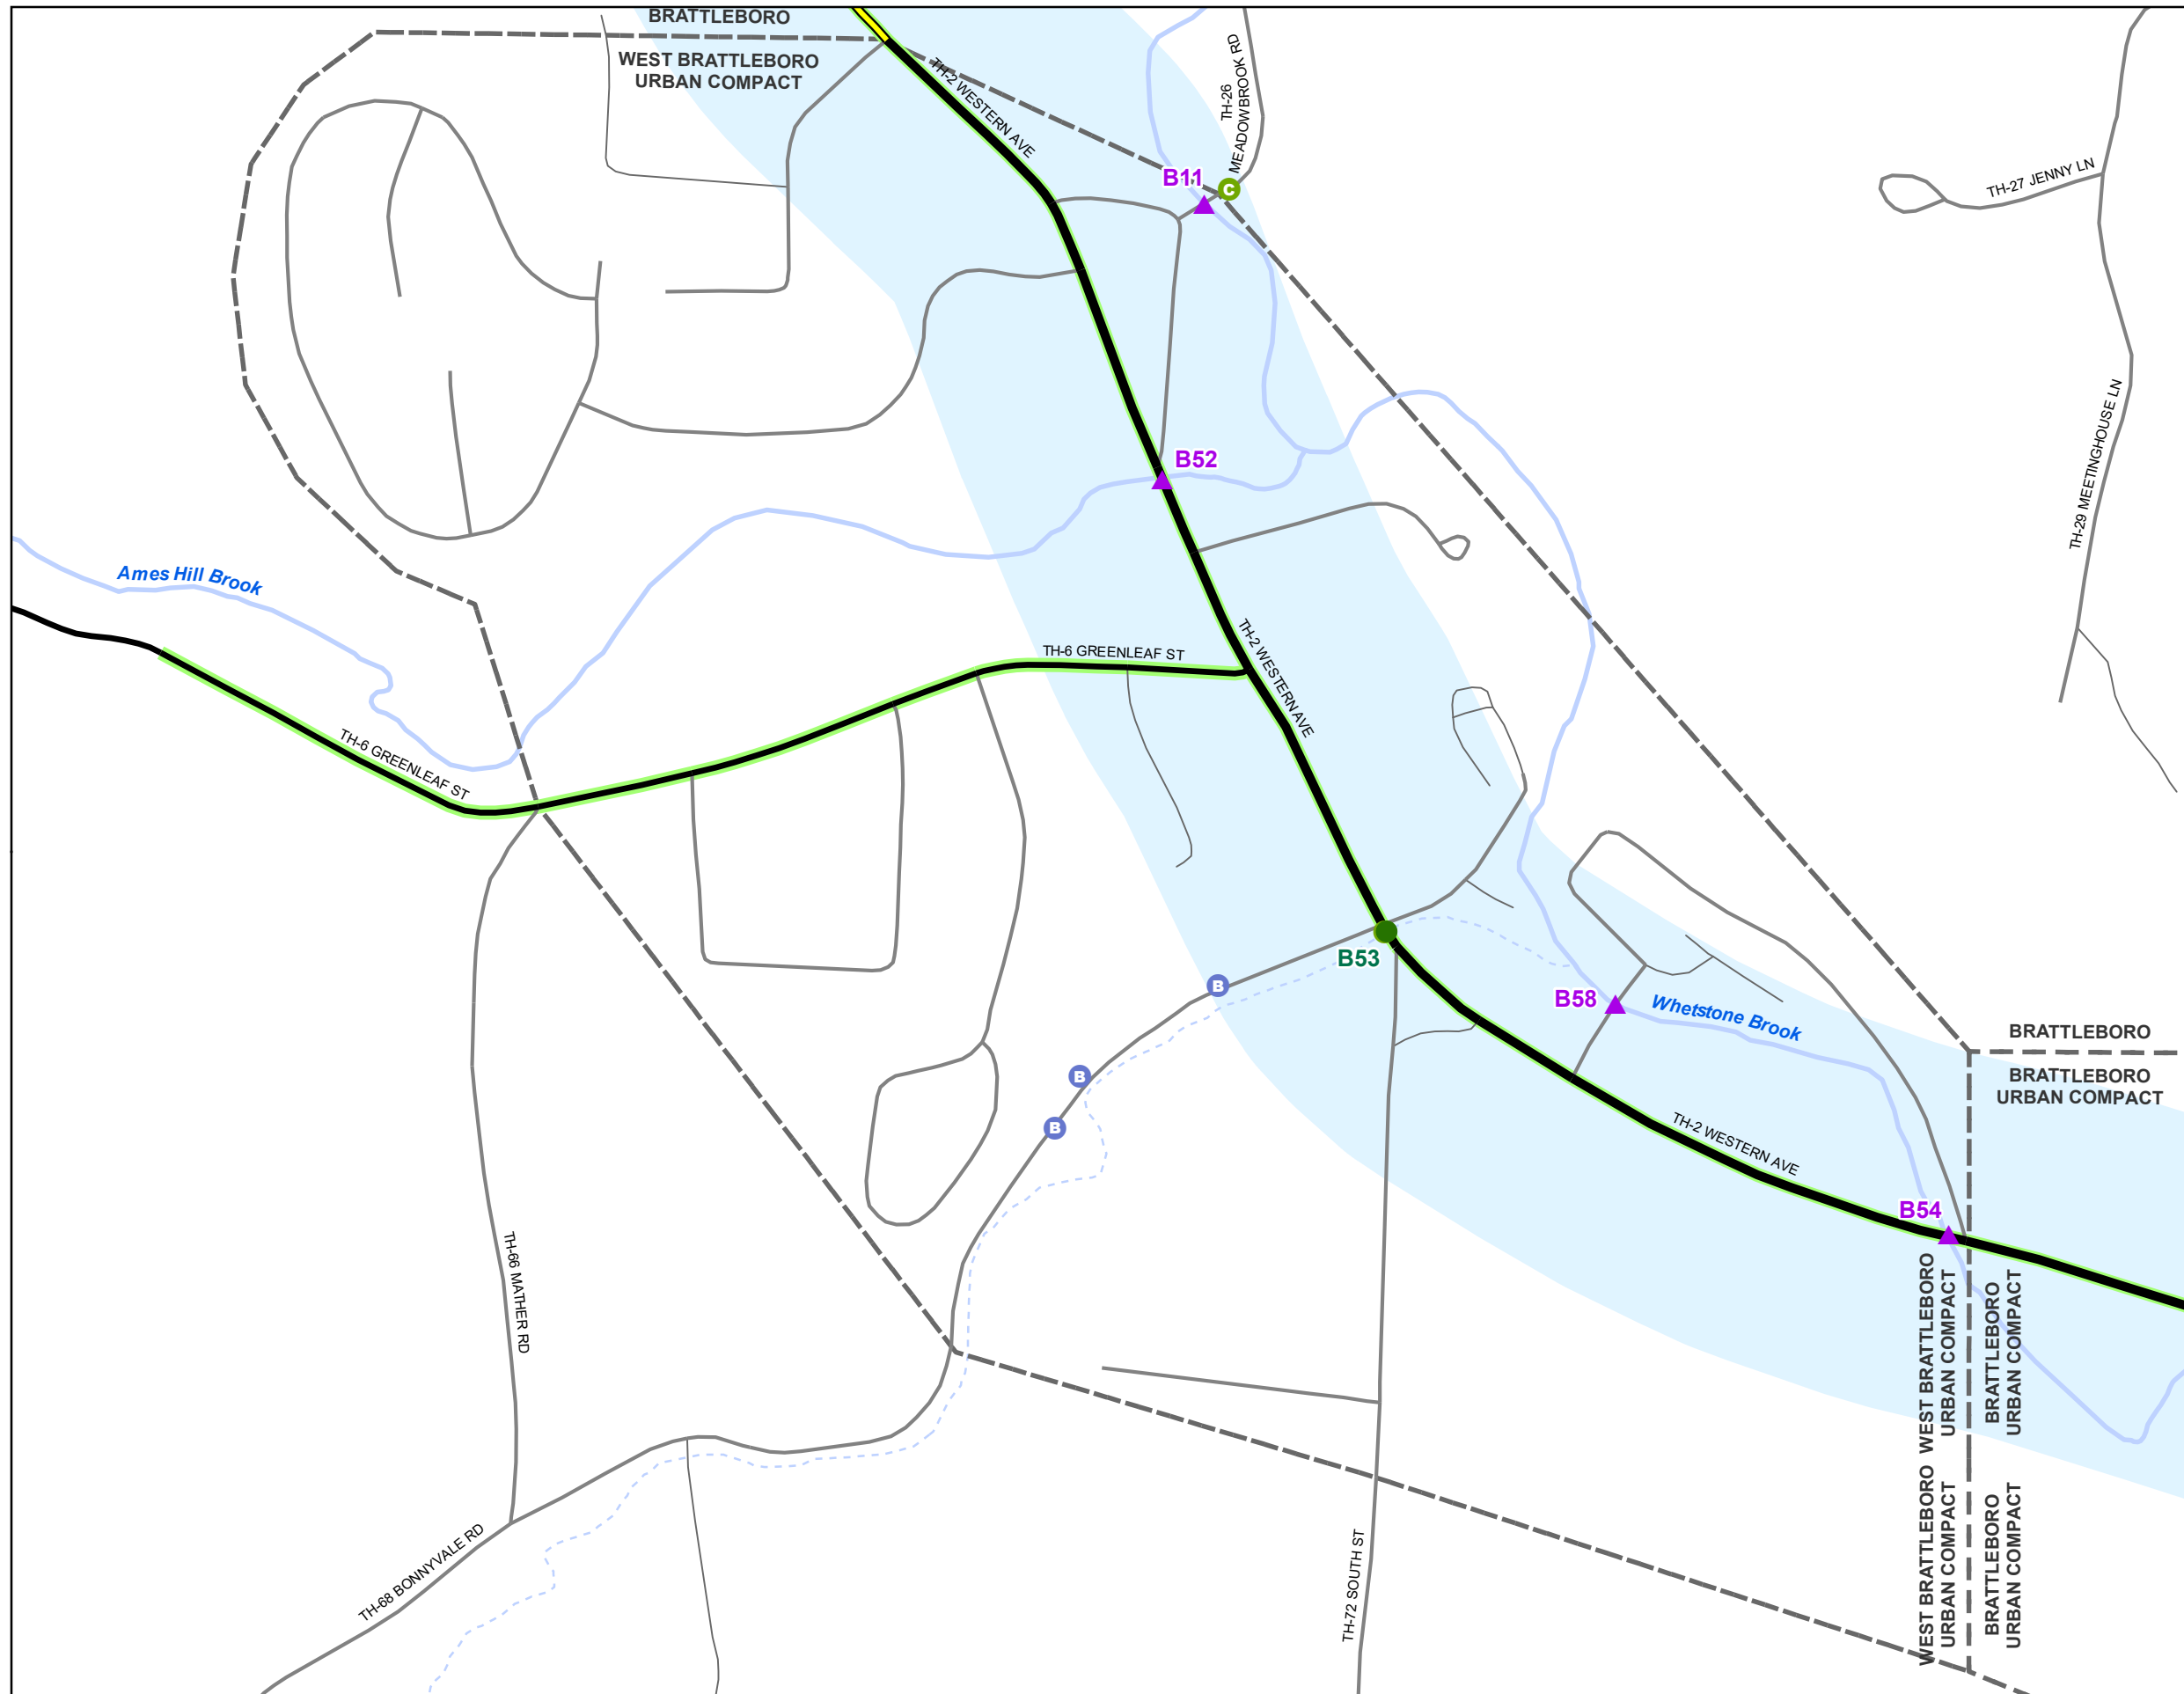 BRATTLEBORO
WEST BRATTLEBORO
URBAN COMPACT
TH-2 WESTERN AVE
TH-26
MEADOWBROOK RD
B11
C
TH-27 JENNY LN
TH-29 MEETINGHOUSE LN
B52
Ames Hill Brook
TH-6 GREENLEAF ST
TH-2 WESTERN AVE
TH-6 GREENLEAF ST
B53
B
B58
Whetstone Brook
BRATTLEBORO
BRATTLEBORO
URBAN COMPACT
B
B
TH-2 WESTERN AVE
B54
TH-66 MATHER RD
WEST BRATTLEBORO
URBAN COMPACT
BRATTLEBORO
URBAN COMPACT
WEST BRATTLEBORO
URBAN COMPACT
BRATTLEBORO
URBAN COMPACT
TH-68 BONNYVALE RD
TH-72 SOUTH ST